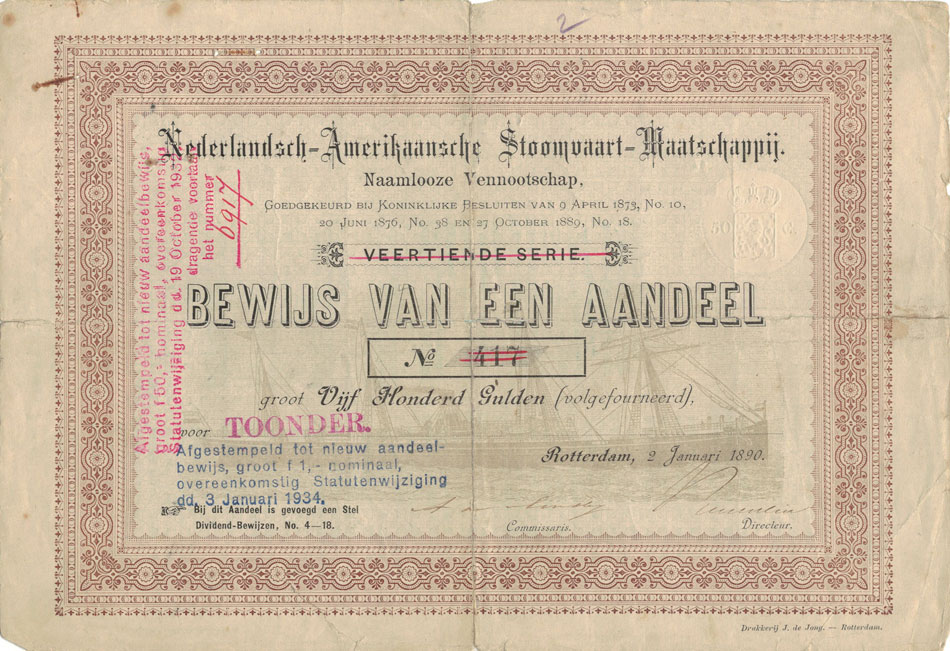 2
Nederlandsch-Amerikaansche Stoomvaart-Maatschappij.
Naamlooze Vennootschap,
Goedgekeurd bij Koninklijke Besluiten van 9 April 1873, No. 10,
20 Juni 1876, No. 98 en 27 October 1889, No. 18.
VEERTIENDE SERIE.
BEWIJS VAN EEN AANDEEL
No 417
groot Vijf Honderd Gulden (volgefourneerd),
voor TOONDER.
Rotterdam, 2 Januari 1890.
Afgestempeld tot nieuw aandeelbewijs,
groot f 50,- nominaal, overeenkomstig
Statutenwijziging dd. 19 October
dragende voortaan
het nummer
6917
Afgestempeld tot nieuw aandeel-
bewijs, groot f 1,- nominaal,
overeenkomstig Statutenwijziging
dd. 3 Januari 1934.
Bij dit Aandeel is gevoegd een Stel
Dividend-Bewijzen, No. 4—18.
Commissaris.
Directeur.
Drukkerij J. de Jong. — Rotterdam.